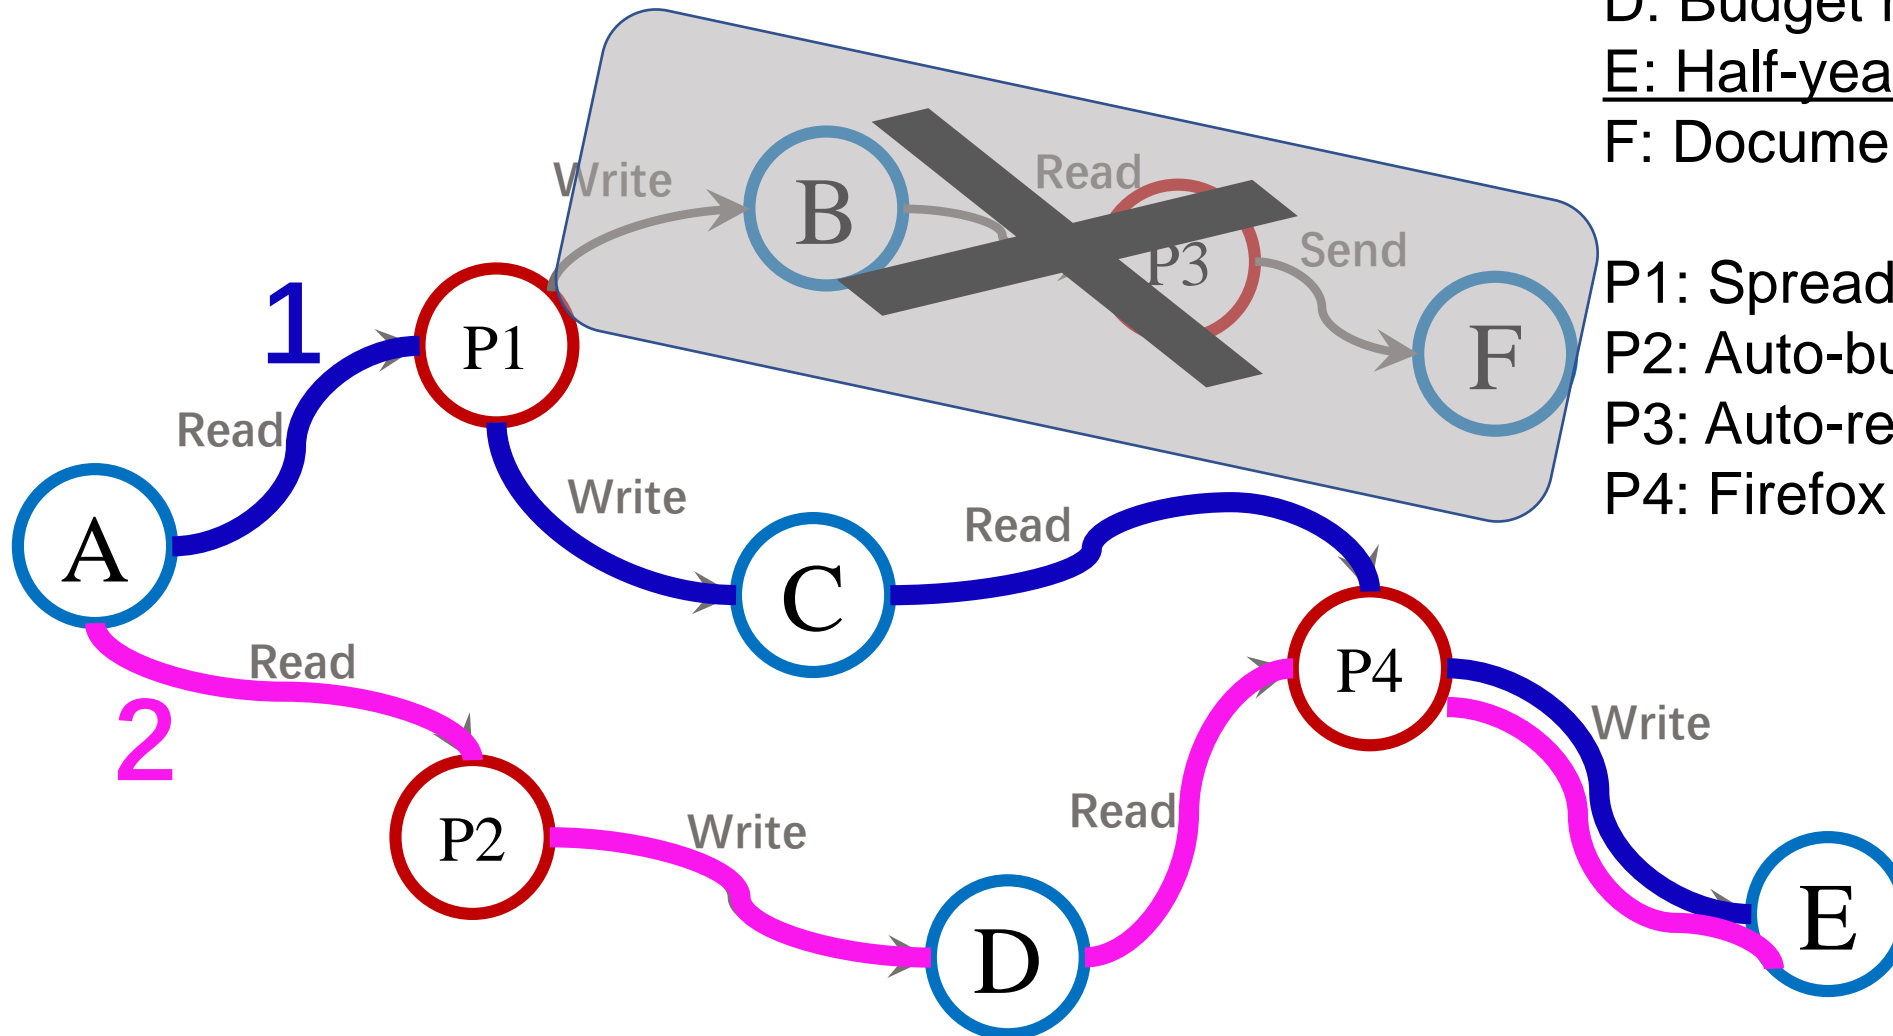 D: Budget
E: Half-yea
F: Docume
Write
B
Read
P3
Send
F
P1: Spread
P2: Auto-bu
P3: Auto-re
P4: Firefox
1
P1
Read
Write
Read
A
C
Read
2
P4
Write
P2
Write
Read
D
E